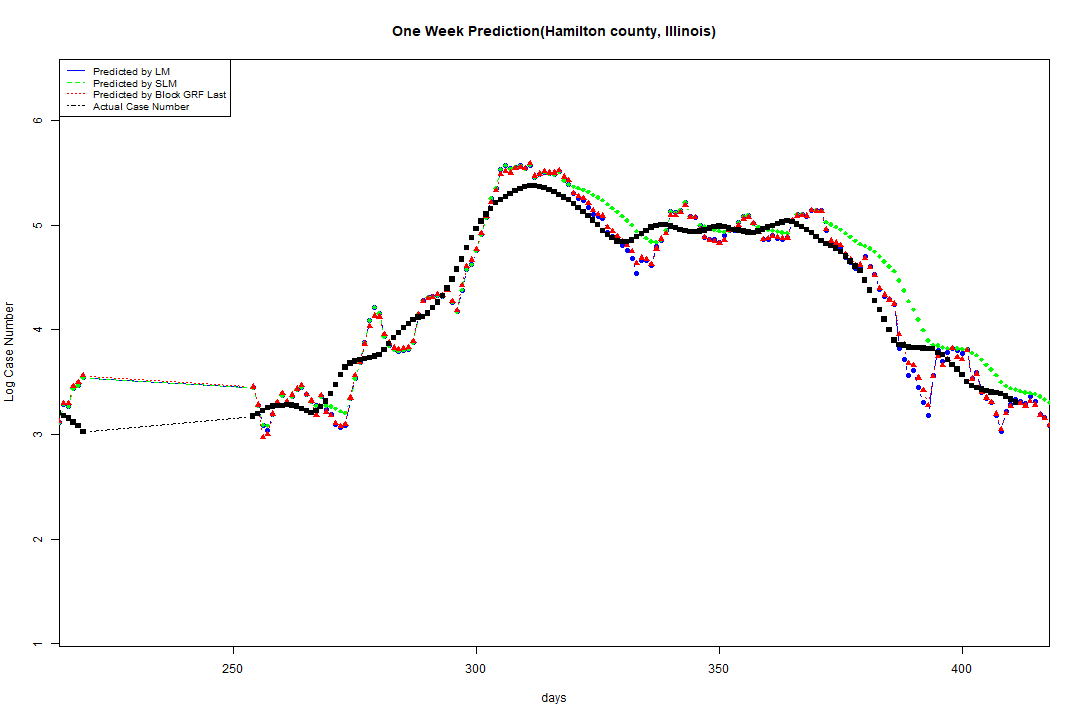 One Week Prediction(Hamilton county, Illinois)
Predicted by LM
Predicted by SLM
Predicted by Block GRF Last
Actual Case Number
6
5
4
3
2
1
Log Case Number
250 300 350 400
days